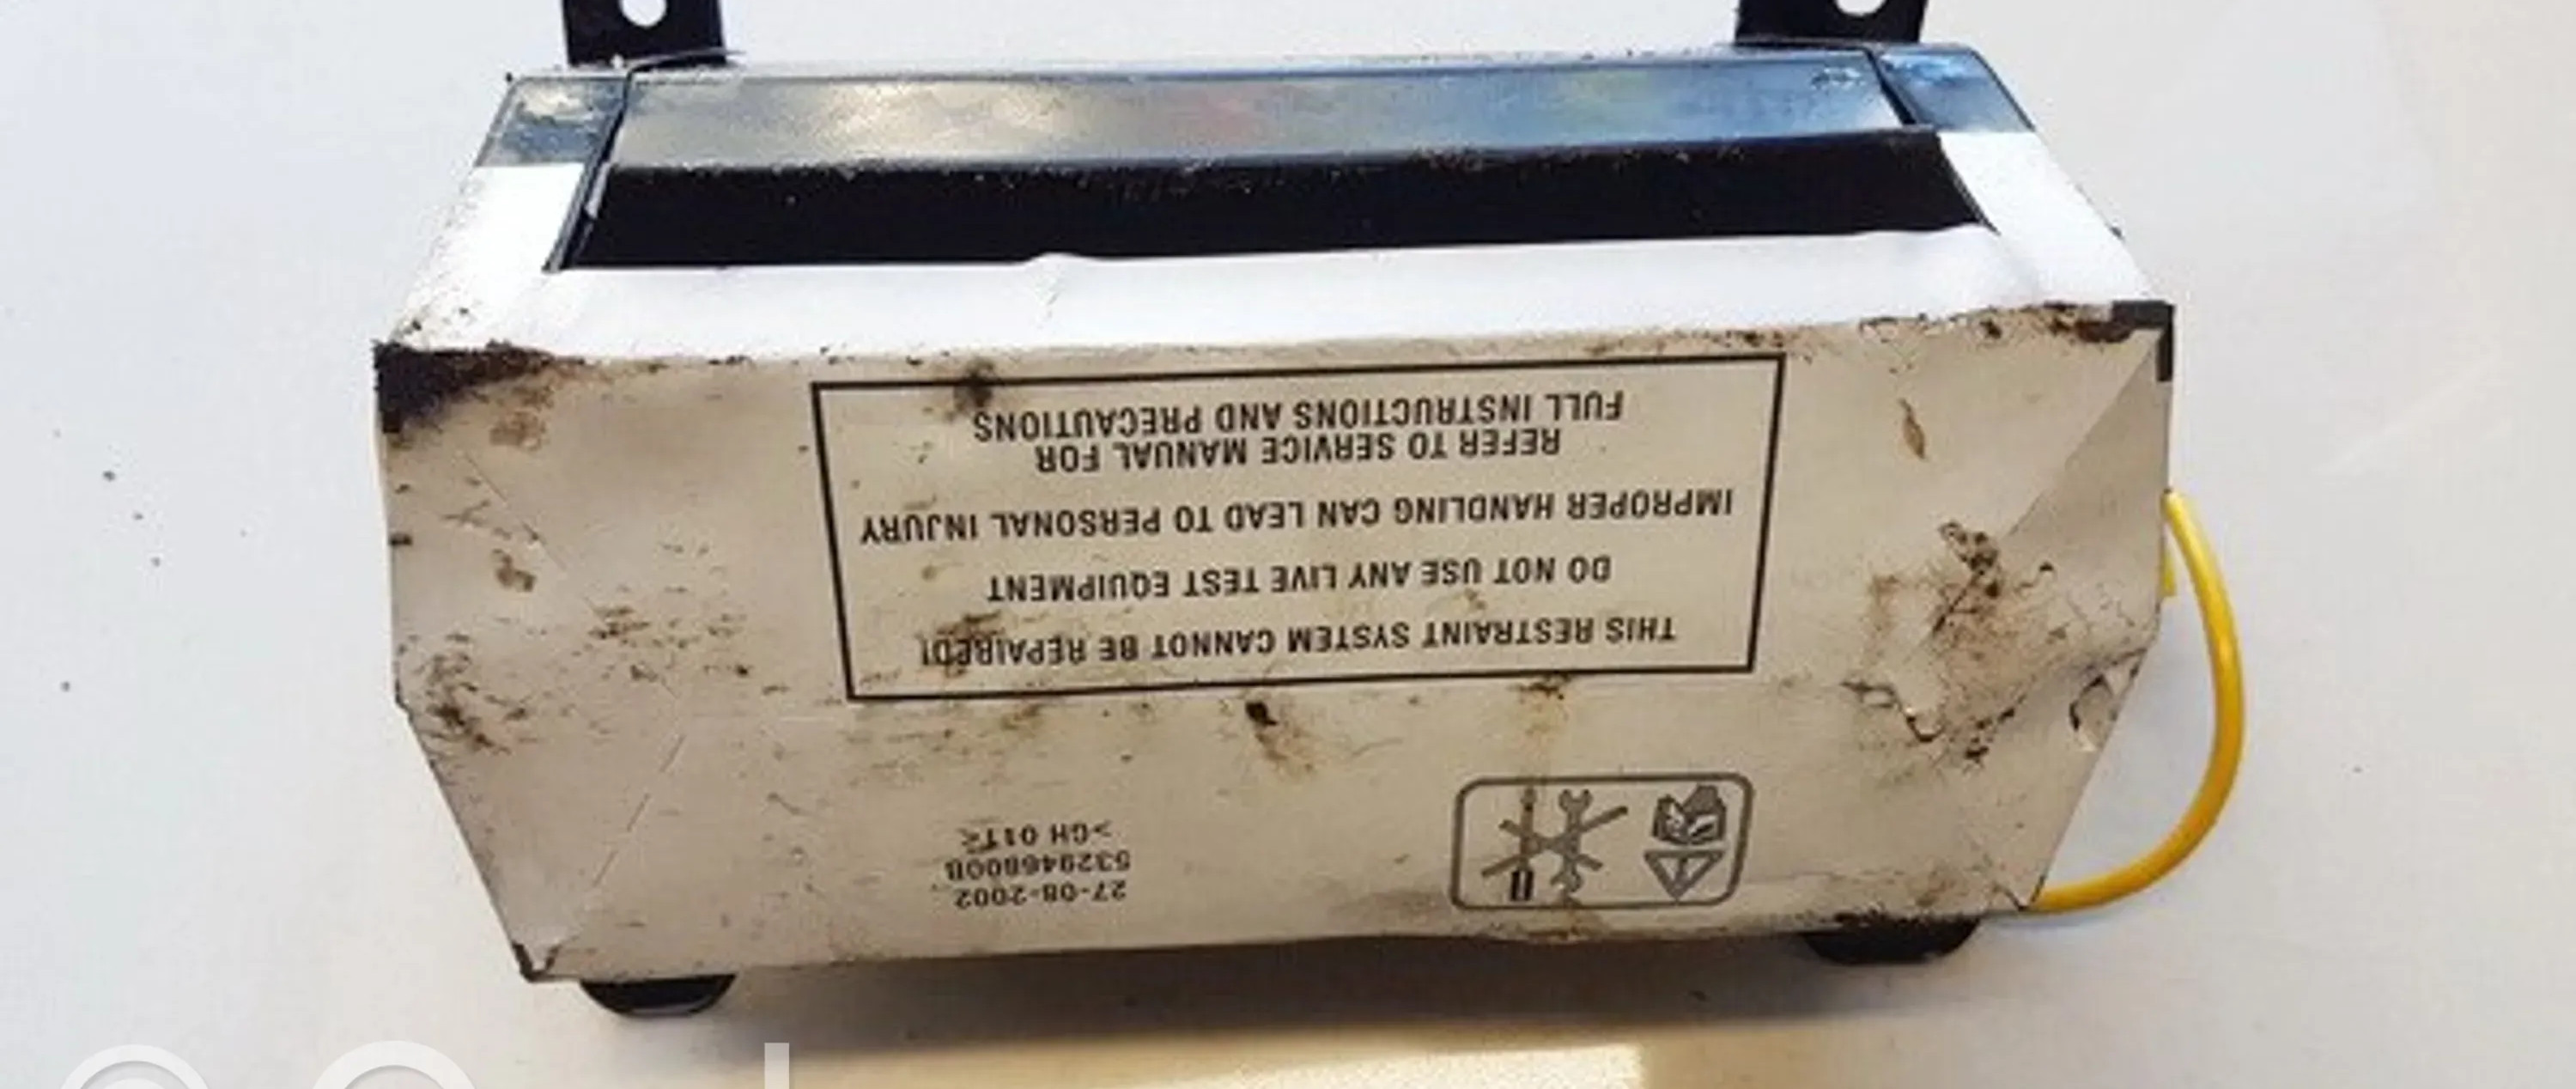 27-08-2002
532946800B
>GH 01T<
THIS RESTRAINT SYSTEM CANNOT BE REPAIRED!
DO NOT USE ANY LIVE TEST EQUIPMENT
IMPROPER HANDLING CAN LEAD TO PERSONAL INJURY
REFER TO SERVICE MANUAL FOR
FULL INSTRUCTIONS AND PRECAUTIONS